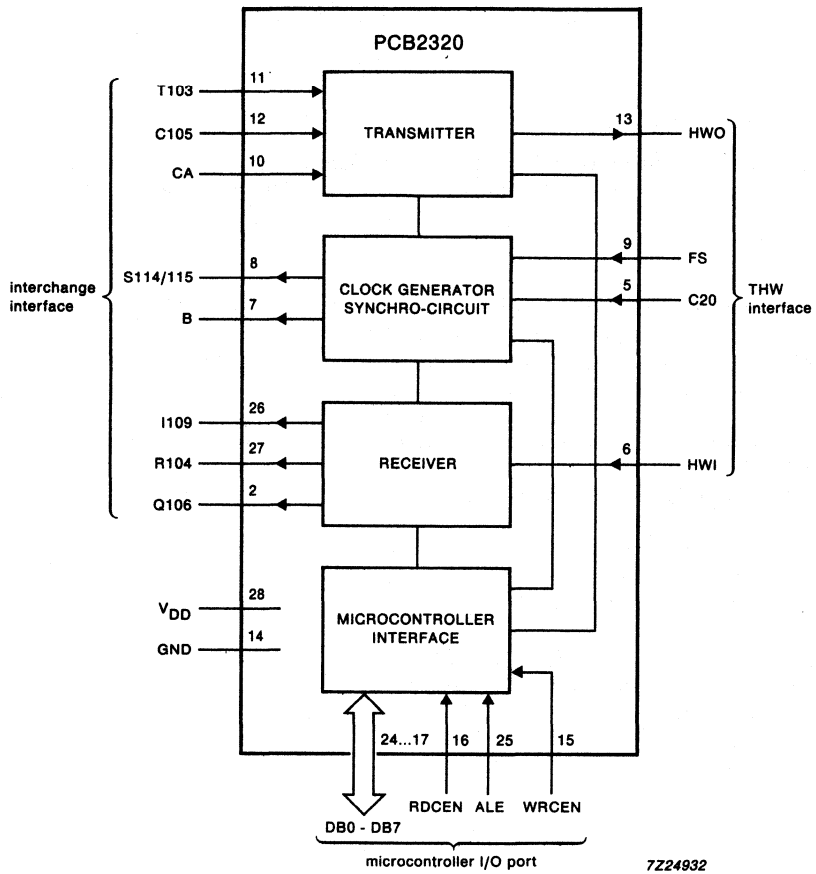 PCB2320
T103 11
C105 12
CA 10
TRANSMITTER
13 HWO
S114/115 8
B 7
CLOCK GENERATOR
SYNCHRO-CIRCUIT
9 FS
5 C20
interchange
interface
THW
interface
I109 26
R104 27
Q106 2
RECEIVER
6 HWI
VDD 28
GND 14
MICROCONTROLLER
INTERFACE
24...17 16 25 15
RDCEN ALE WRCEN
DB0 - DB7
microcontroller I/O port
7Z24932